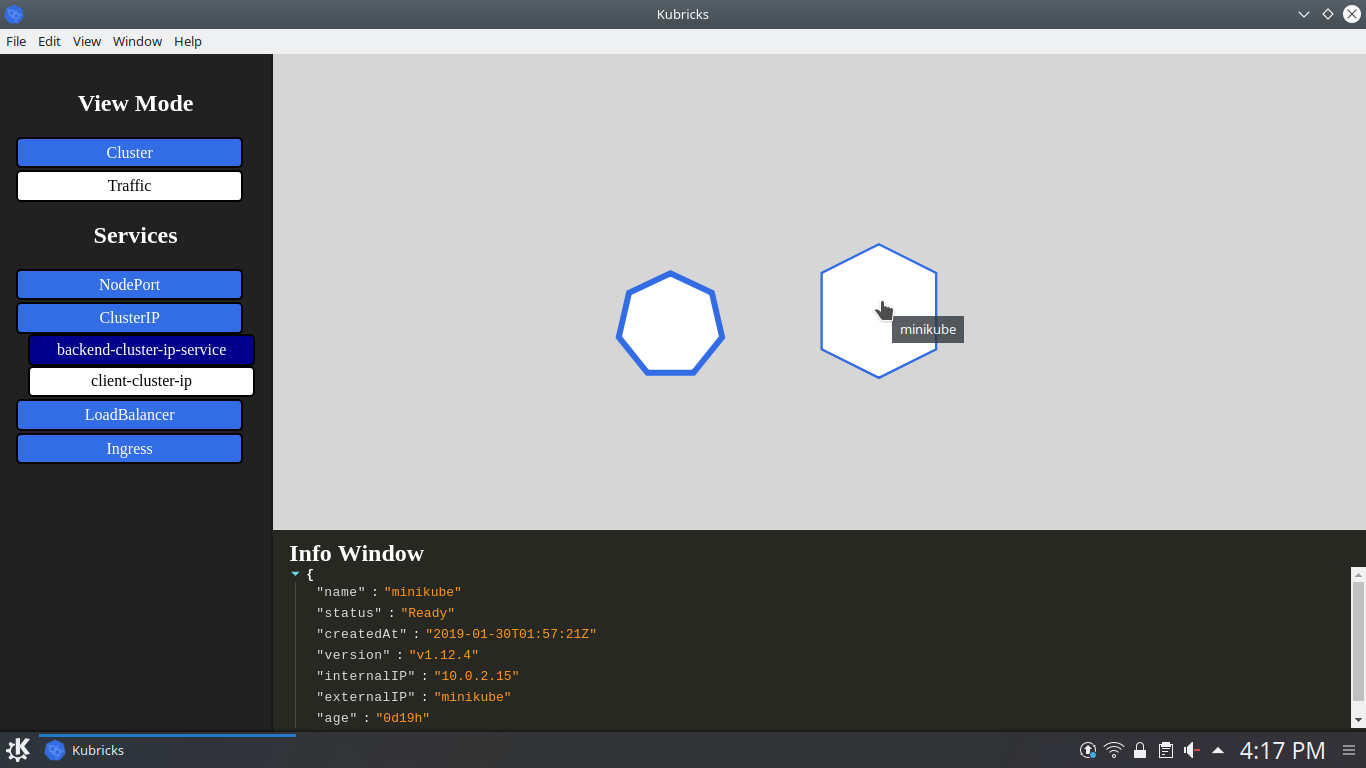 Kubricks
File Edit View Window Help
View Mode
Cluster
Traffic
Services
NodePort
ClusterIP
backend-cluster-ip-service
client-cluster-ip
LoadBalancer
Ingress
minikube
Info Window
{
"name" : "minikube"
"status" : "Ready"
"createdAt" : "2019-01-30T01:57:21Z"
"version" : "v1.12.4"
"internalIP" : "10.0.2.15"
"externalIP" : "minikube"
"age" : "0d19h"
Kubricks
4:17 PM